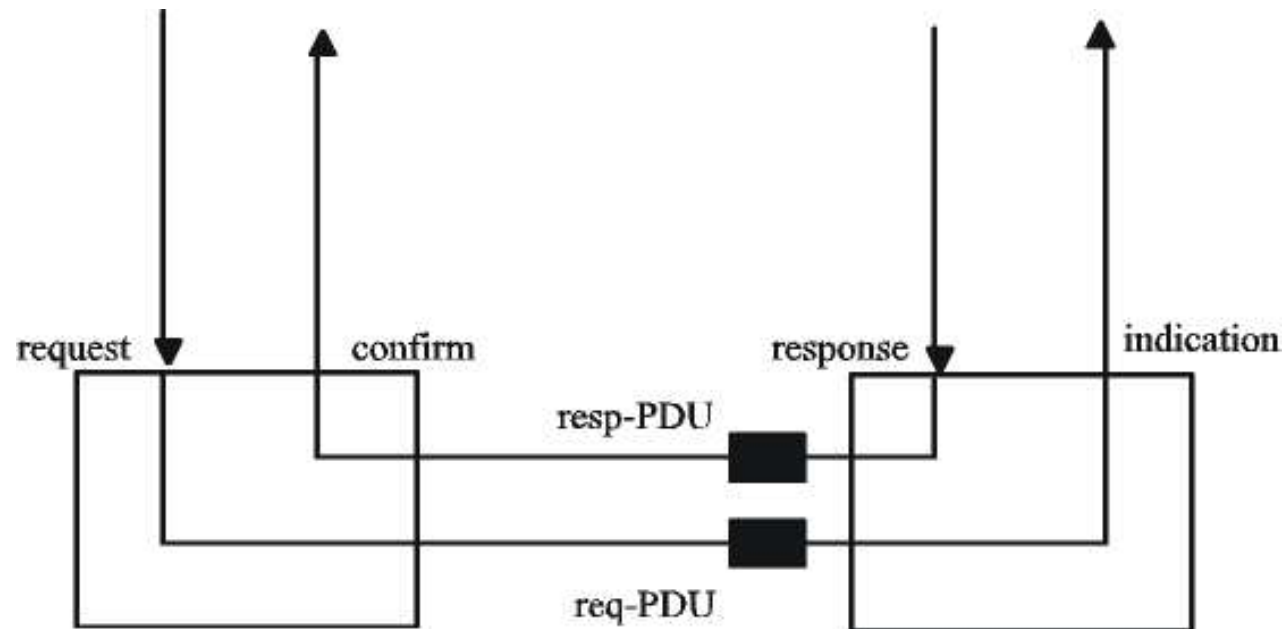 request
confirm
response
indication
resp-PDU
req-PDU